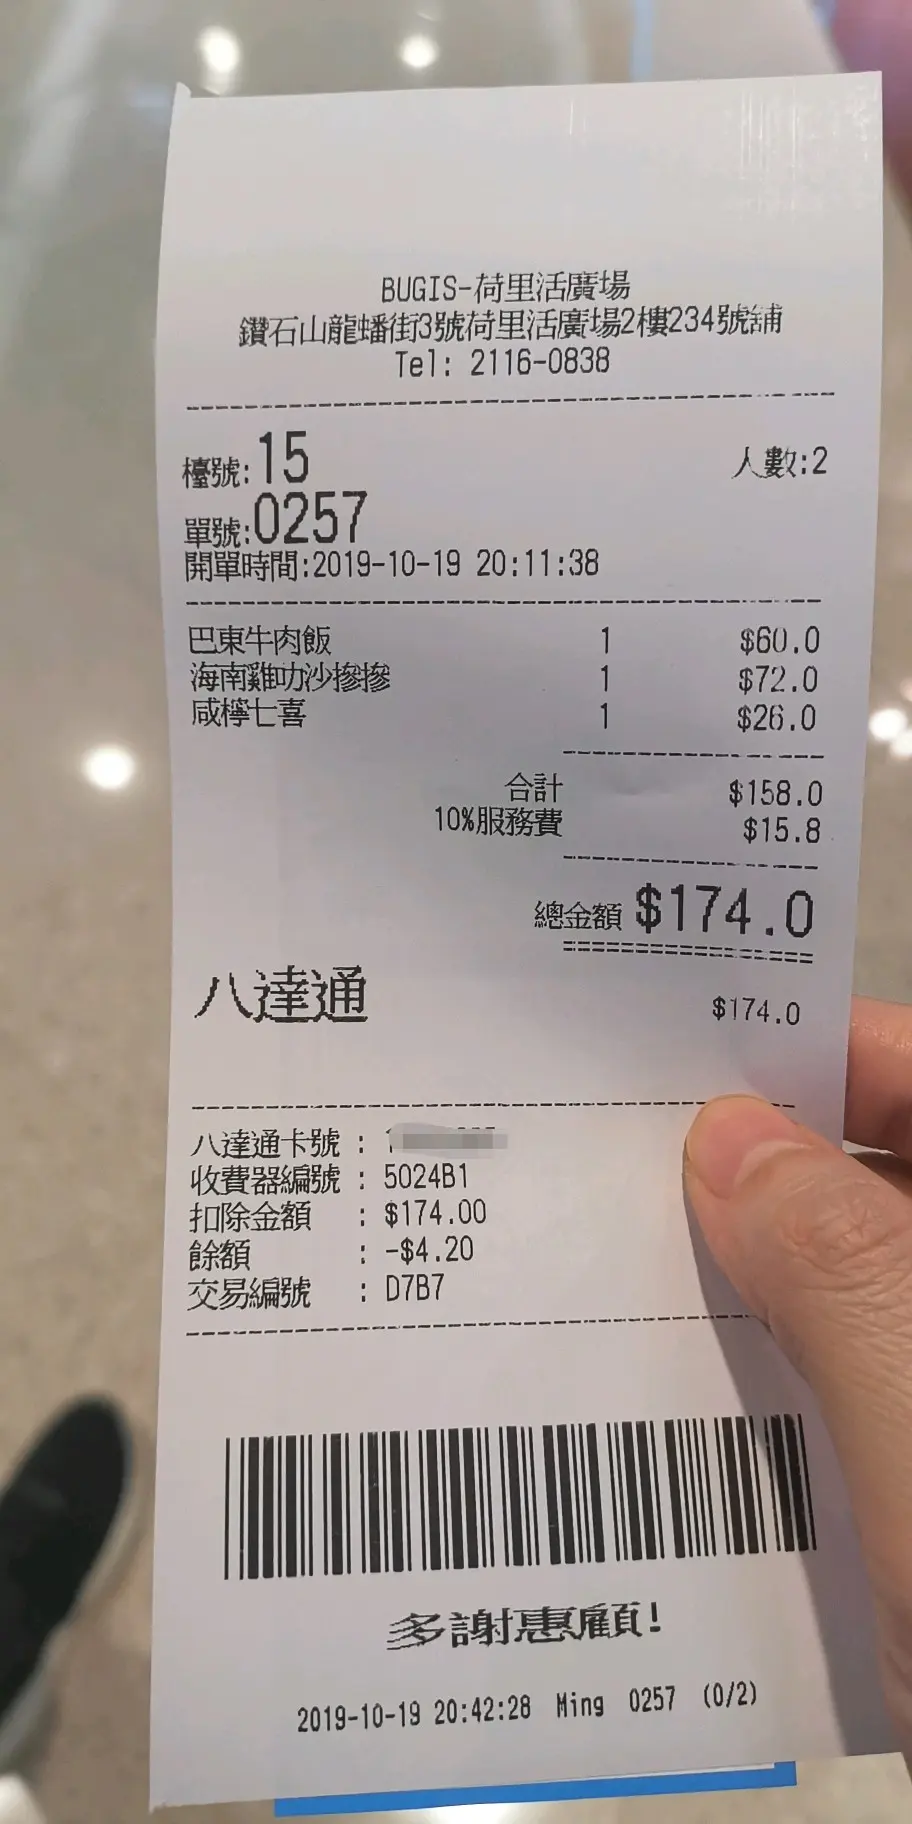 BUGIS-荷里活廣場
鑽石山龍蟠街3號荷里活廣場2樓234號舖
Tel: 2116-0838
檯號:15 人數:2
單號:0257
開單時間:2019-10-19 20:11:38
巴東牛肉飯 1 $60.0
海南雞叻沙摻摻 1 $72.0
咸檸七喜 1 $26.0
合計 $158.0
10%服務費 $15.8
總金額 $174.0
八達通 $174.0
八達通卡號 :
收費器編號 : 5024B1
扣除金額 : $174.00
餘額 : -$4.20
交易編號 : D7B7
多謝惠顧!
2019-10-19 20:42:28 Ming 0257 (0/2)